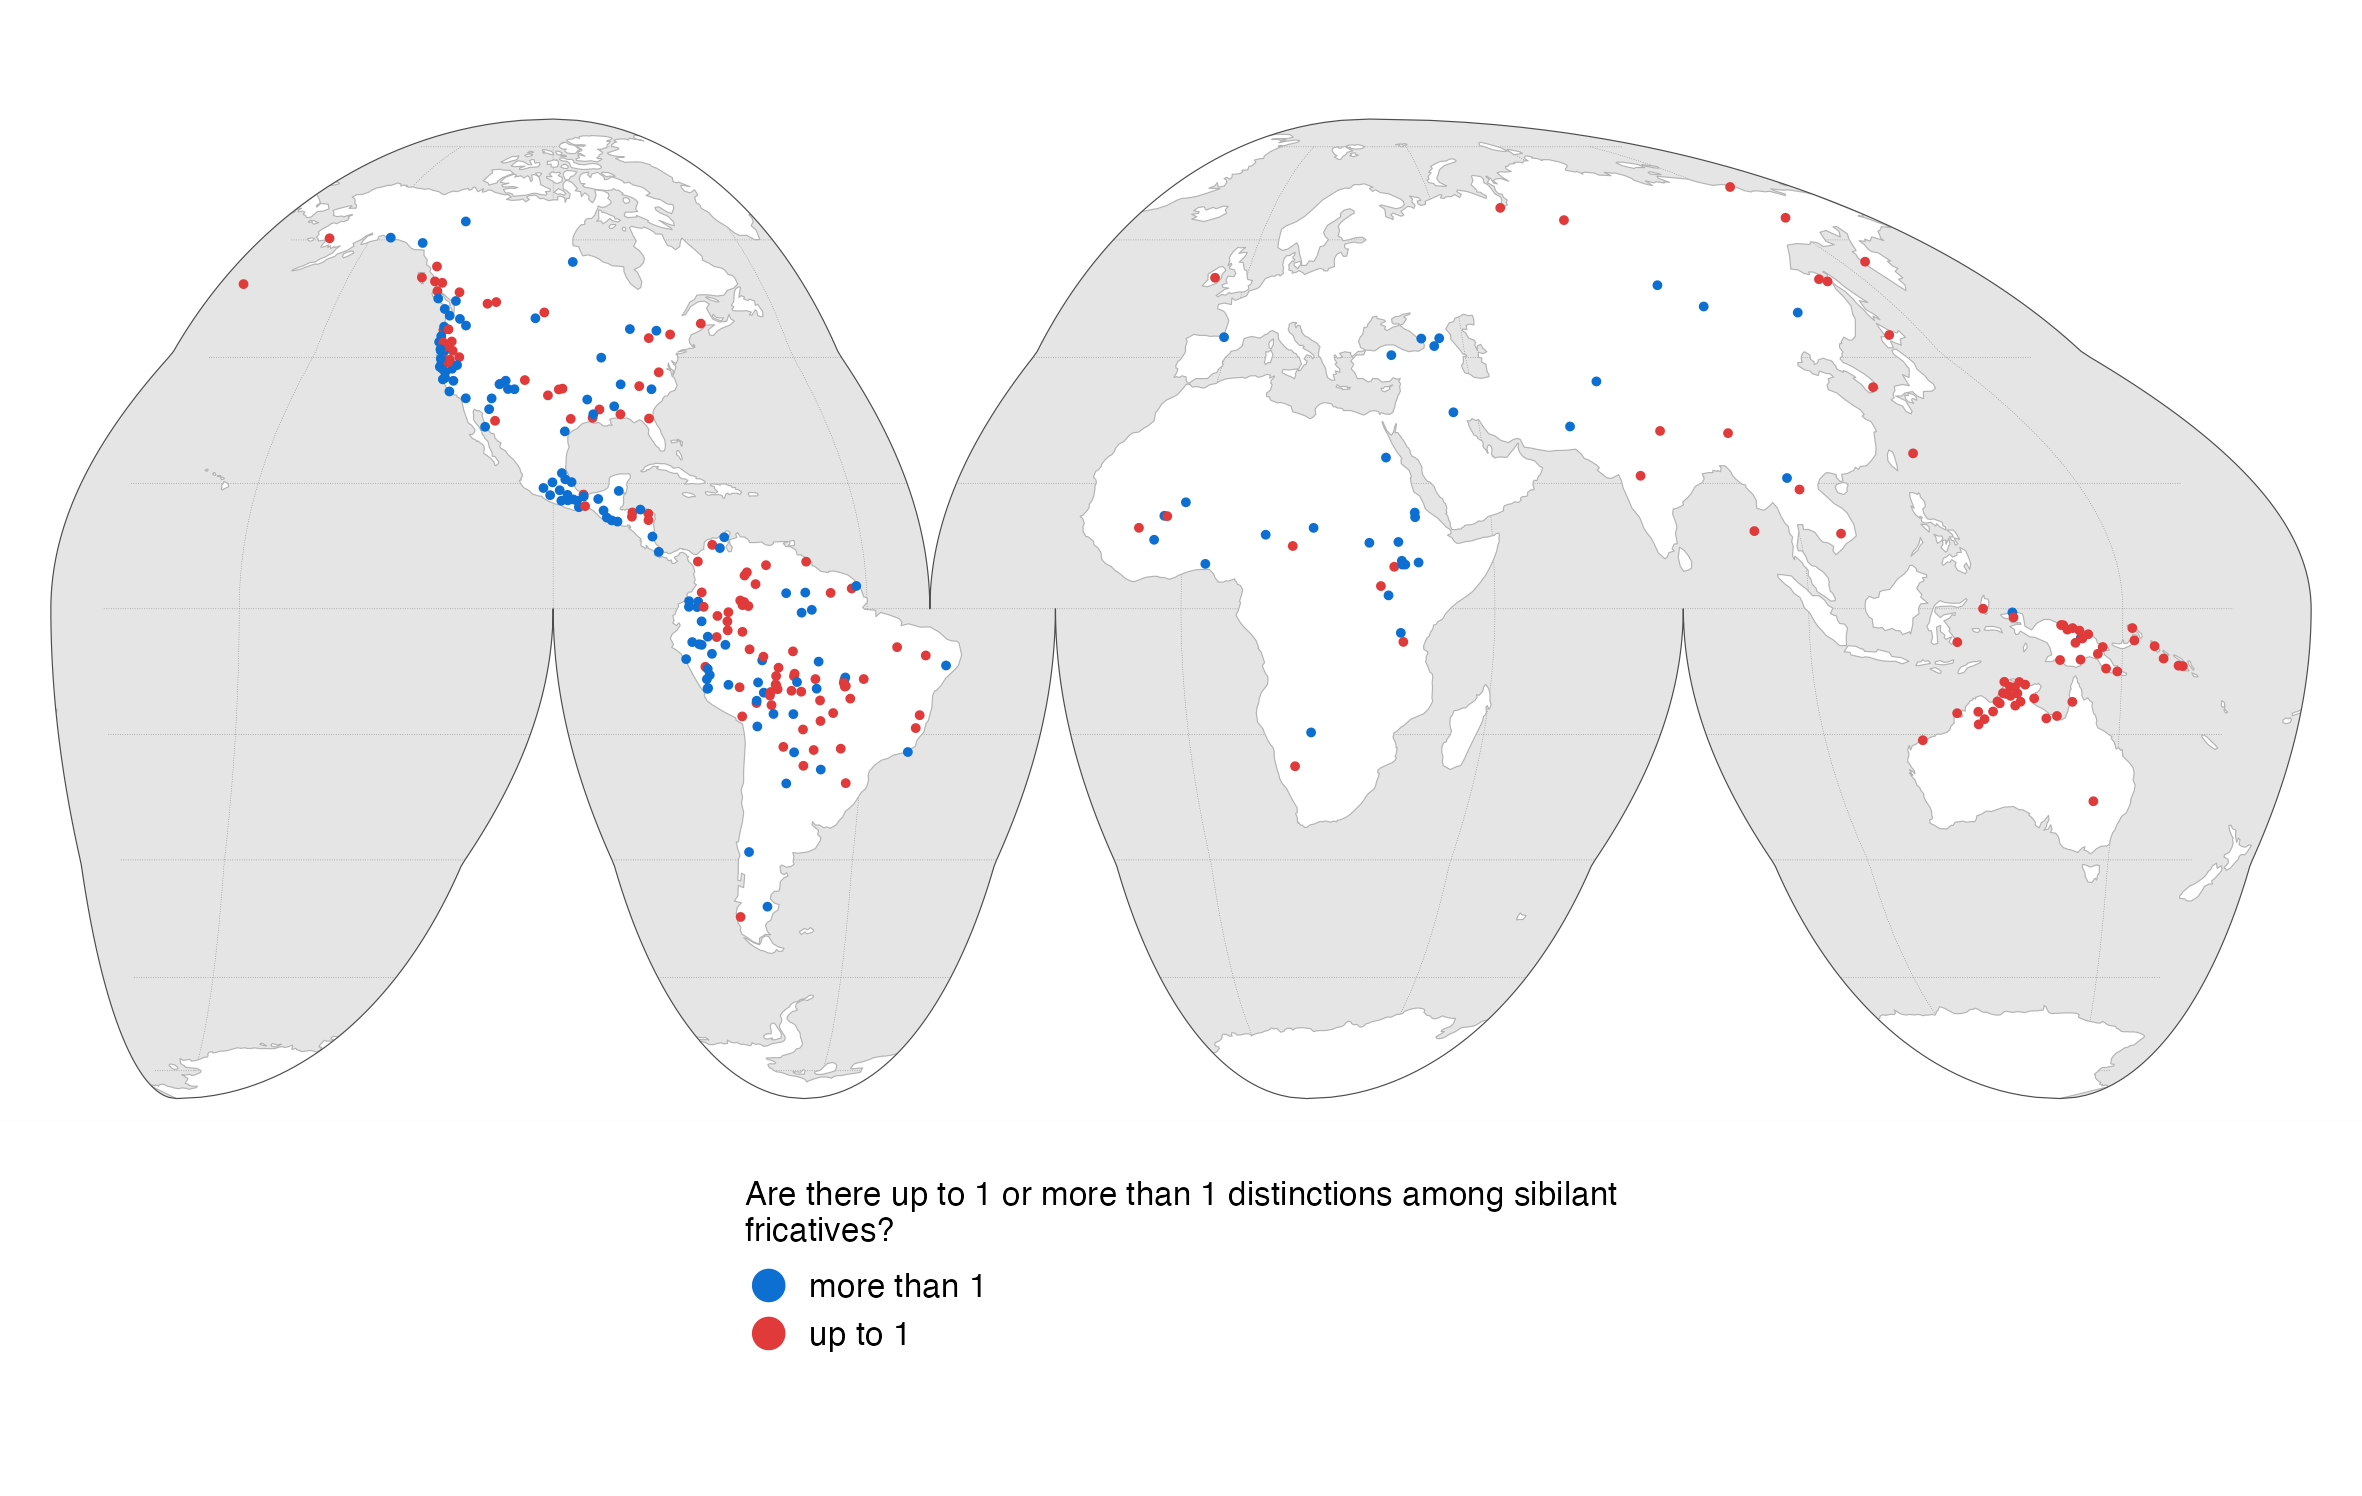 Are there up to 1 or more than 1 distinctions among sibilant
fricatives?
more than 1
up to 1